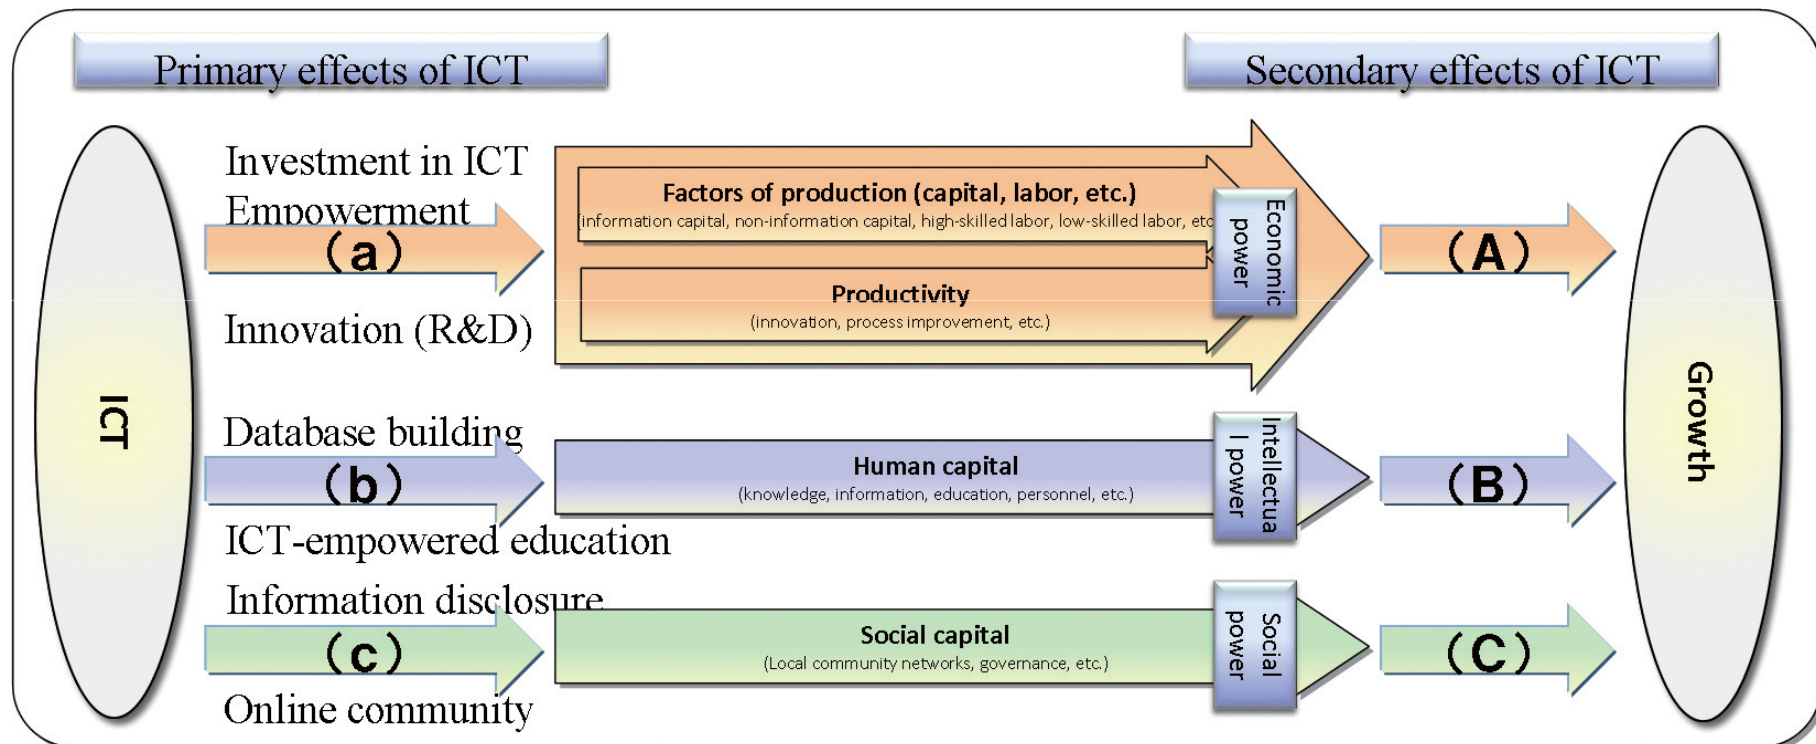 Primary effects of ICT
Secondary effects of ICT
ICT
Investment in ICT
Empowerment
(a)
Innovation (R&D)
Factors of production (capital, labor, etc.)
(information capital, non-information capital, high-skilled labor, low-skilled labor, etc
Productivity
(innovation, process improvement, etc.)
Economic
power
(A)
Database building
(b)
ICT-empowered education
Human capital
(knowledge, information, education, personnel, etc.)
Intellectua
l power
(B)
Information disclosure
(c)
Online community
Social capital
(Local community networks, governance, etc.)
Social
power
(C)
Growth